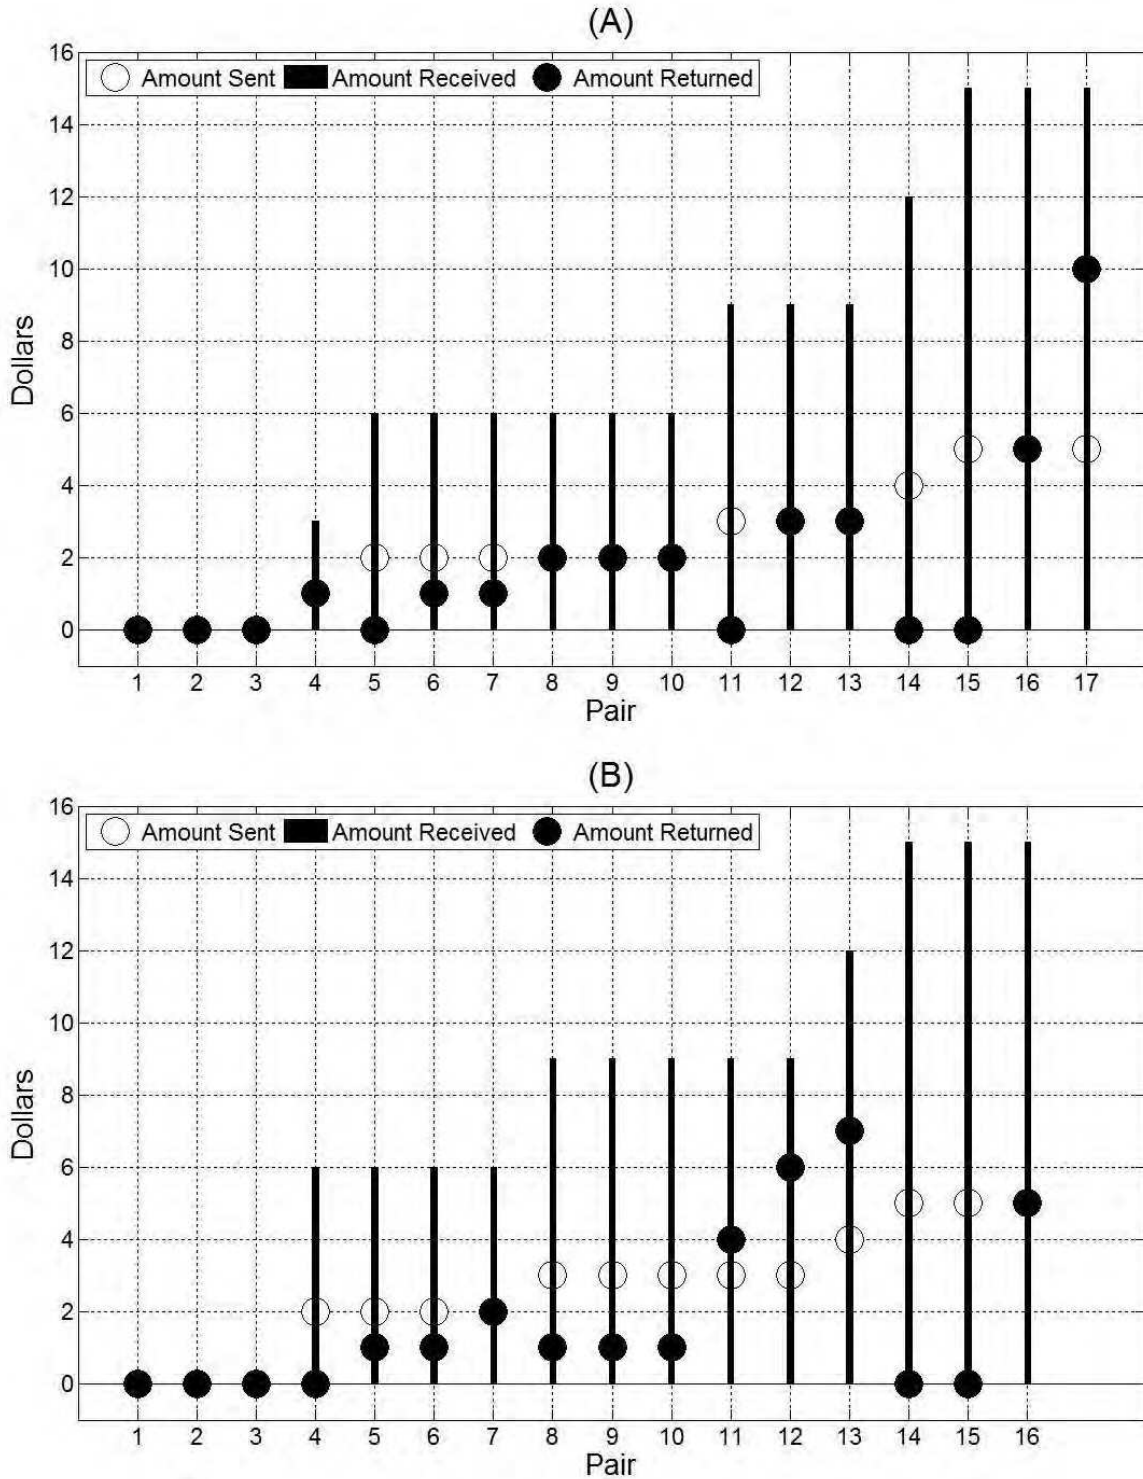 (A)
16
Amount Sent Amount Received Amount Returned
14
12
10
8
6
4
2
0
Dollars
1 2 3 4 5 6 7 8 9 10 11 12 13 14 15 16 17
Pair
(B)
16
Amount Sent Amount Received Amount Returned
14
12
10
8
6
4
2
0
Dollars
1 2 3 4 5 6 7 8 9 10 11 12 13 14 15 16
Pair